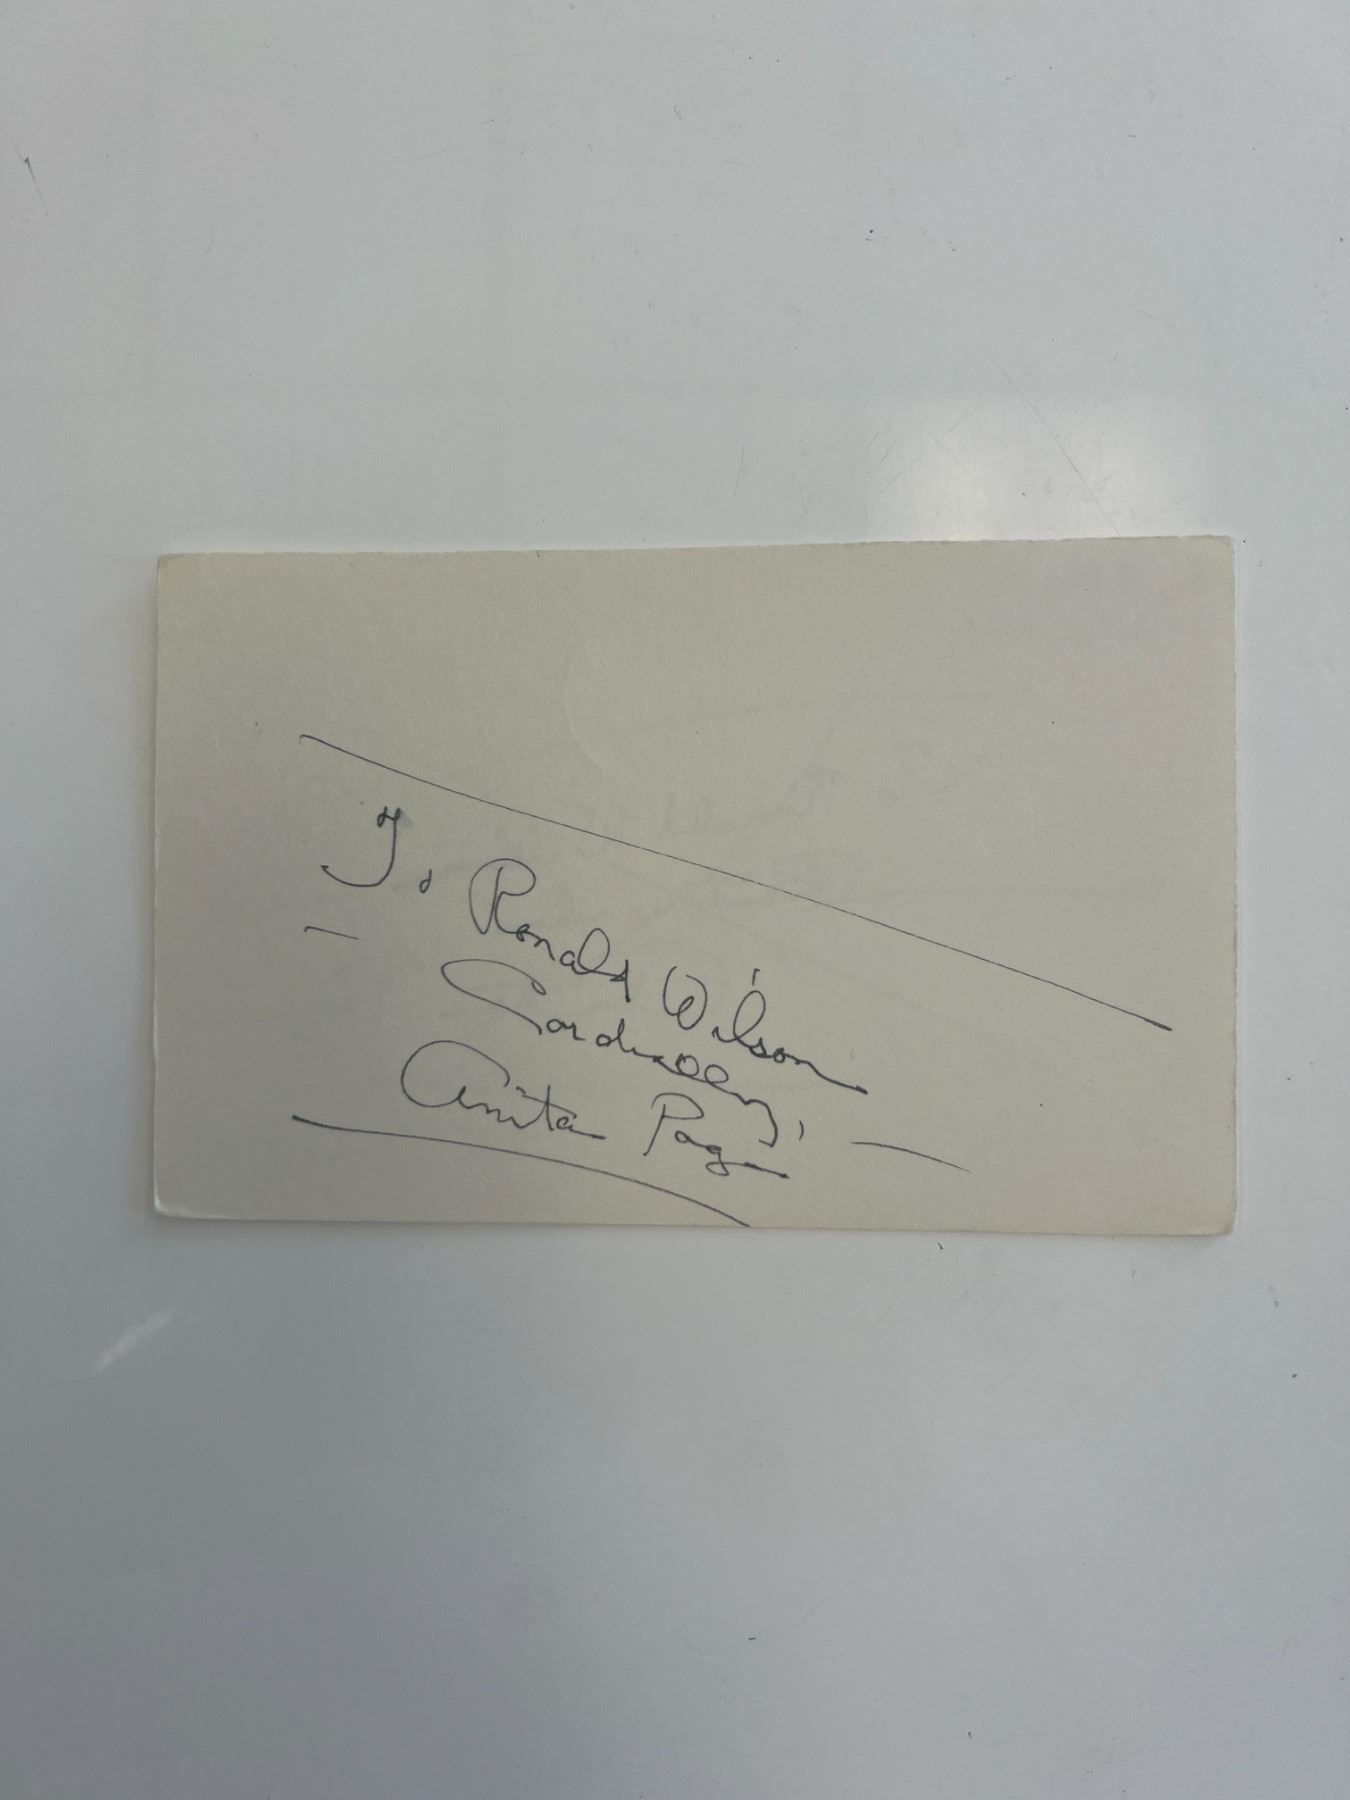 To Ronald Wilson
Cordially,
Anita Page